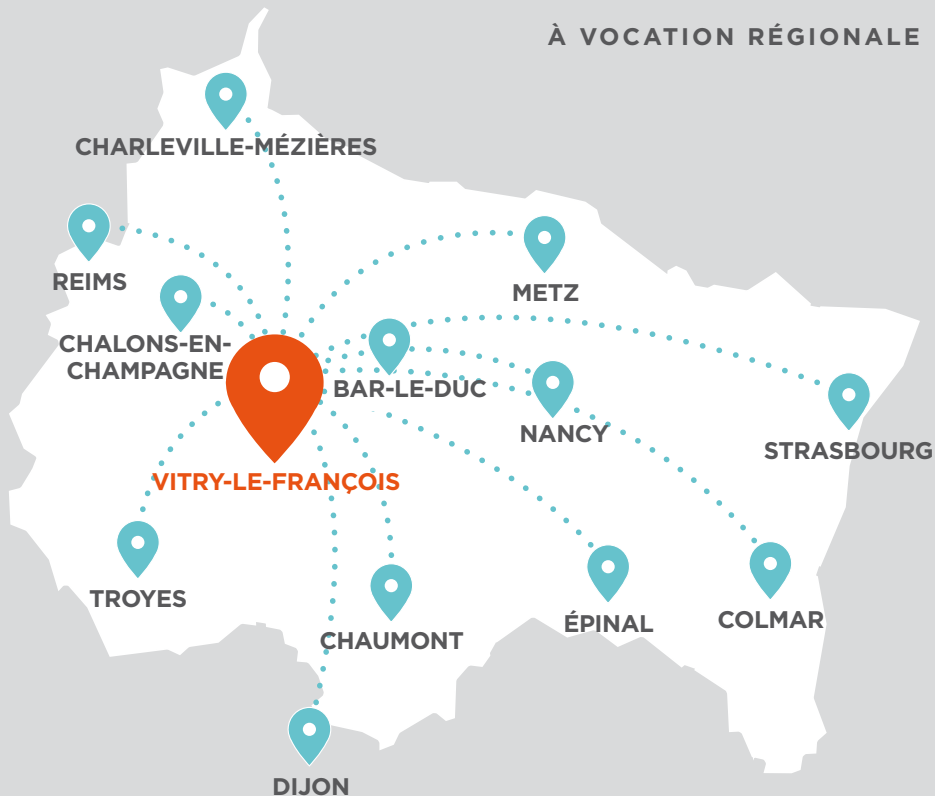 À VOCATION RÉGIONALE
CHARLEVILLE-MÉZIÈRES
REIMS
METZ
CHALONS-EN-
CHAMPAGNE
BAR-LE-DUC
NANCY
STRASBOURG
VITRY-LE-FRANÇOIS
TROYES
CHAUMONT
ÉPINAL
COLMAR
DIJON